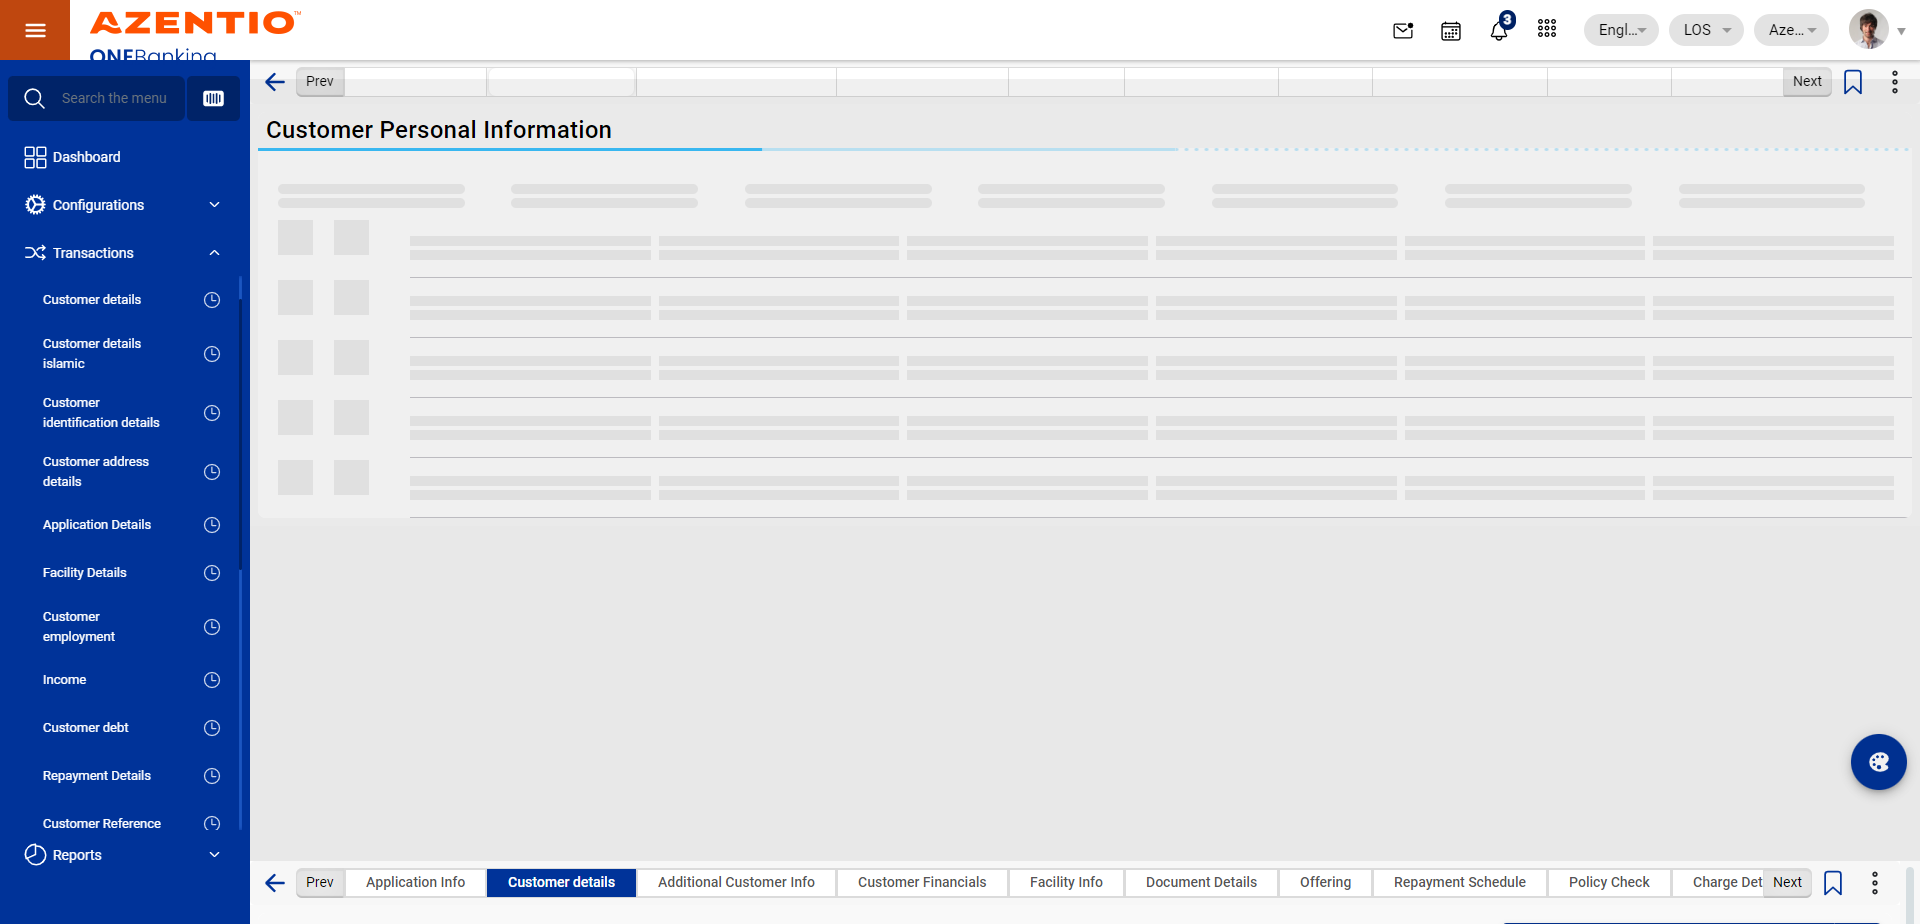 AZENTIO™
ONEBanking
3
Engl...
LOS
Aze...
Search the menu
Prev
Next
Customer Personal Information
Dashboard
Configurations
Transactions
Customer details
Customer details
islamic
Customer
identification details
Customer address
details
Application Details
Facility Details
Customer
employment
Income
Customer debt
Repayment Details
Customer Reference
Reports
Prev
Application Info
Customer details
Additional Customer Info
Customer Financials
Facility Info
Document Details
Offering
Repayment Schedule
Policy Check
Charge Det
Next